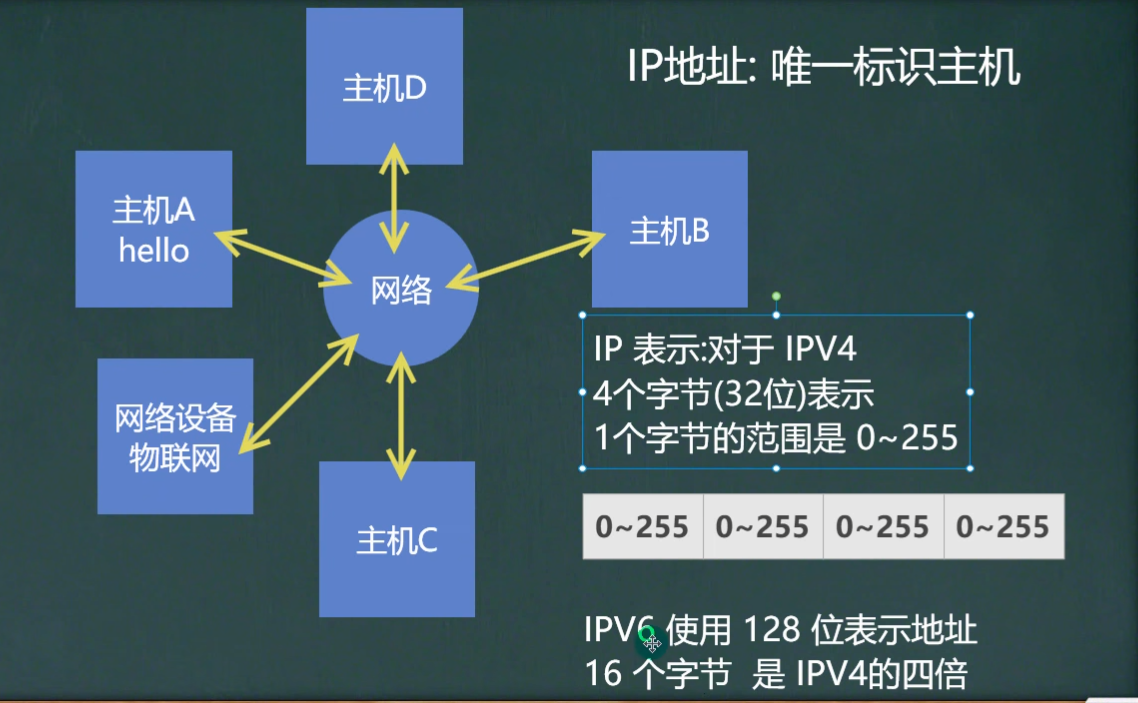 IP地址: 唯一标识主机
主机D
主机A
hello
主机B
网络
IP 表示:对于 IPV4
4个字节(32位)表示
1个字节的范围是 0~255
网络设备
物联网
主机C
0~255 0~255 0~255 0~255
IPV6 使用 128 位表示地址
16 个字节 是 IPV4的四倍